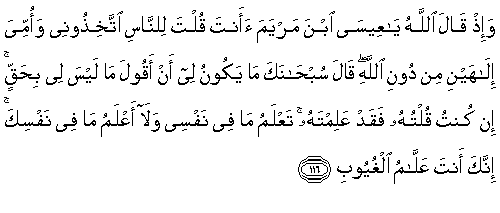 وَإِذْ قَالَ ٱللَّهُ يَـٰعِيسَى ٱبْنَ مَرْيَمَ ءَأَنتَ قُلْتَ لِلنَّاسِ ٱتَّخِذُونِى وَأُمِّىَ
إِلَـٰهَيْنِ مِن دُونِ ٱللَّهِ ۖ قَالَ سُبْحَـٰنَكَ مَا يَكُونُ لِىٓ أَنْ أَقُولَ مَا لَيْسَ لِى بِحَقٍّ ۚ
إِن كُنتُ قُلْتُهُۥ فَقَدْ عَلِمْتَهُۥ ۚ تَعْلَمُ مَا فِى نَفْسِى وَلَآ أَعْلَمُ مَا فِى نَفْسِكَ ۚ
إِنَّكَ أَنتَ عَلَّـٰمُ ٱلْغُيُوبِ ﴿١١٦﴾